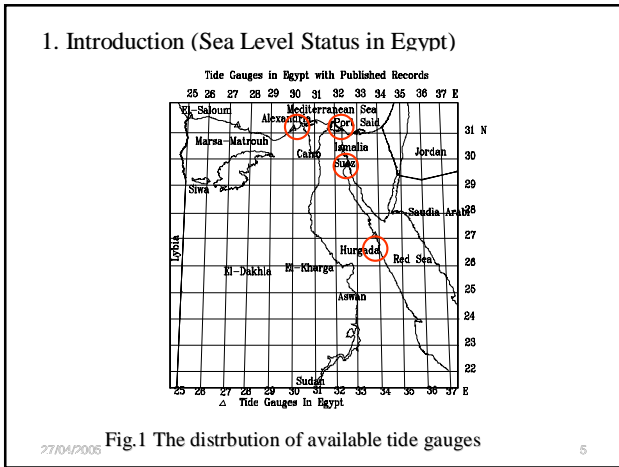 1. Introduction (Sea Level Status in Egypt)
Tide Gauges in Egypt with Published Records
25 26 27 28 29 30 31 32 33 34 35 36 37 E
El-Saloum
Mediterranean Sea
Alexandria
Port Said
31 N
Marsa-Matrouh
Cairo
Ismalia
Jordan
30
Suez
29
Siwa
28
Saudia Arabi
Lybia
27
Hurgada
Red Sea
26
El-Dakhla
El-Kharga
25
Aswan
24
23
22
Sudan
25 26 27 28 29 30 31 32 33 34 35 36 37 E
Δ Tide Gauges In Egypt
Fig.1 The distrbution of available tide gauges
27/04/2005
5